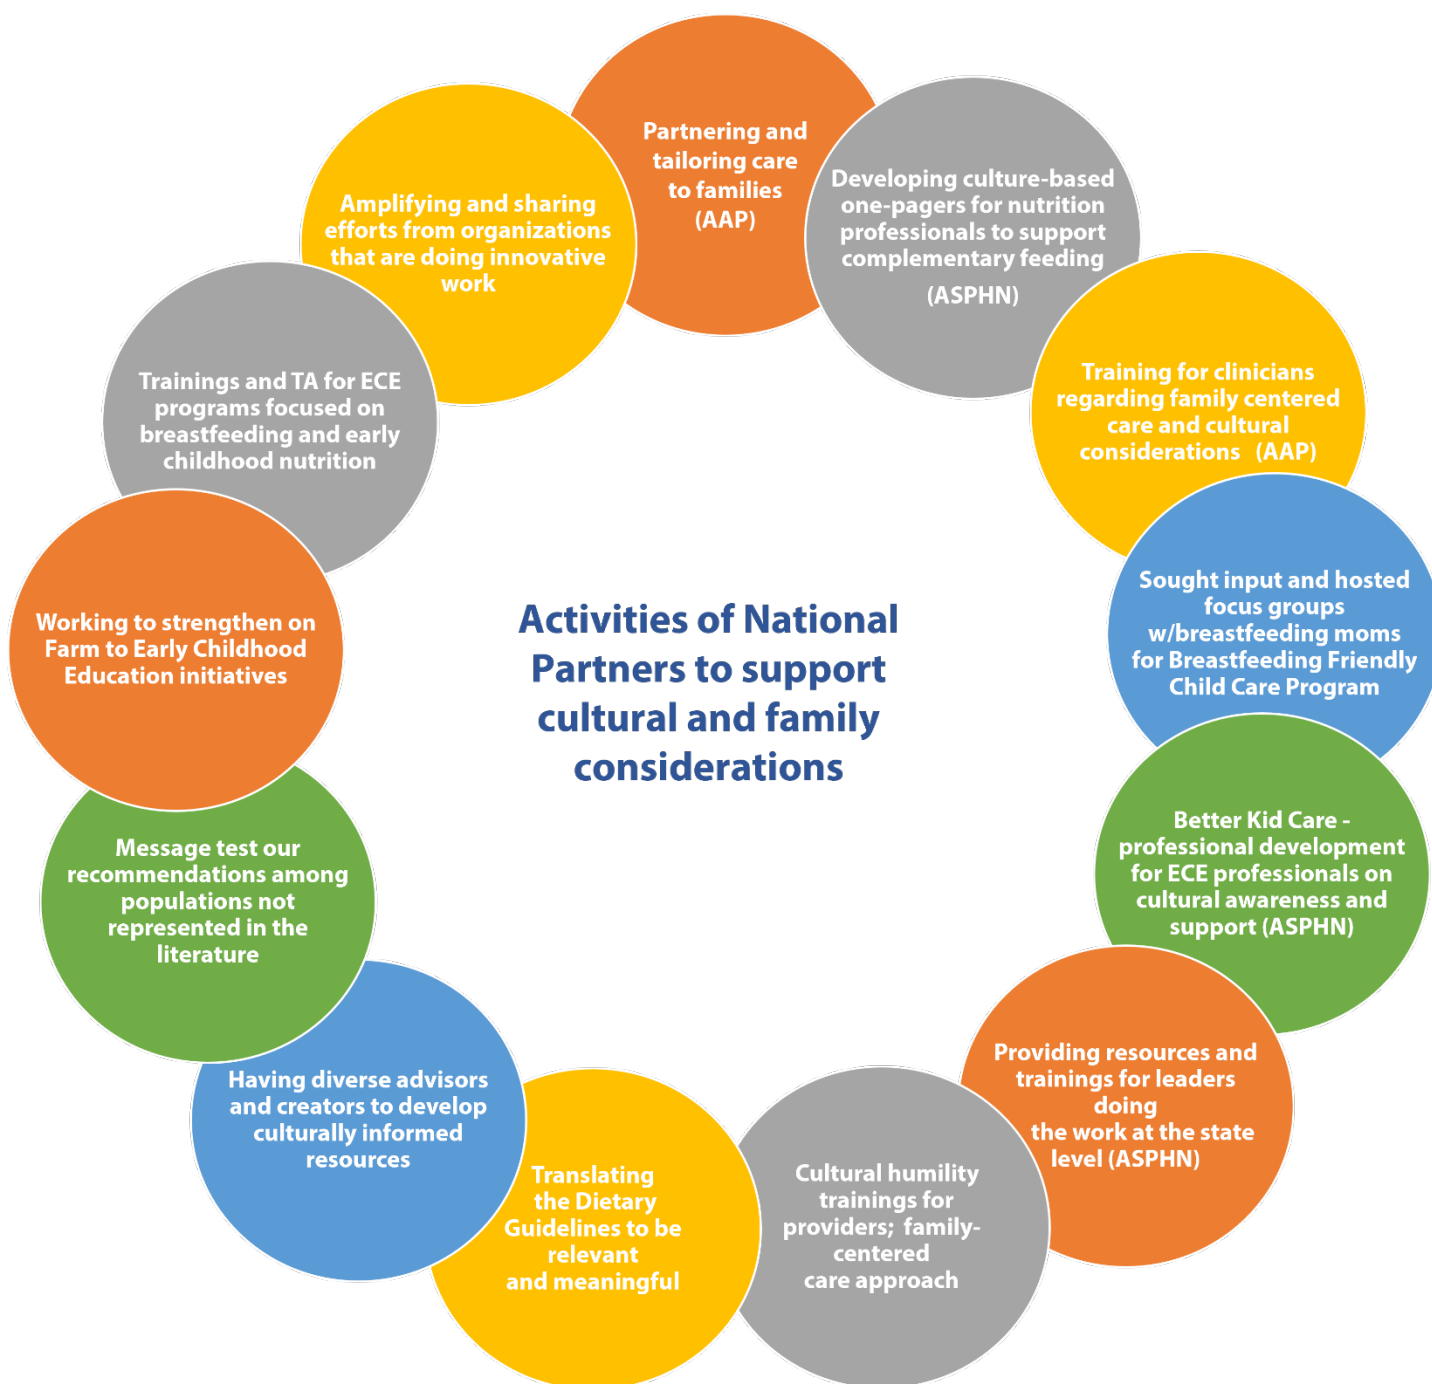 Partnering and
tailoring care
to families
(AAP)
Developing culture-based
one-pagers for nutrition
professionals to support
complementary feeding
(ASPHN)
Training for clinicians
regarding family centered
care and cultural
considerations (AAP)
Sought input and hosted
focus groups
w/breastfeeding moms
for Breastfeeding Friendly
Child Care Program
Better Kid Care -
professional development
for ECE professionals on
cultural awareness and
support (ASPHN)
Providing resources and
trainings for leaders
doing
the work at the state
level (ASPHN)
Cultural humility
trainings for
providers; family-
centered
care approach
Translating
the Dietary
Guidelines to be
relevant
and meaningful
Having diverse advisors
and creators to develop
culturally informed
resources
Message test our
recommendations among
populations not
represented in the
literature
Working to strengthen on
Farm to Early Childhood
Education initiatives
Trainings and TA for ECE
programs focused on
breastfeeding and early
childhood nutrition
Amplifying and sharing
efforts from organizations
that are doing innovative
work
Activities of National
Partners to support
cultural and family
considerations